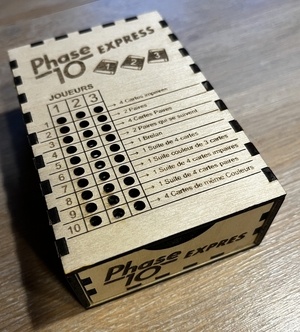 Phase 10 EXPRESS
1 2 3
JOUEURS
1 2 3
1 4 Cartes impaires
2 2 Paires
3 4 Cartes Paires
4 2 Paires qui se suivent
5 1 Brelan
6 1 Suite de 4 cartes
7 1 Suite couleur de 3 cartes
8 1 Suite de 4 cartes impaires
9 1 Suite de 4 cartes paires
10 4 Cartes de même Couleurs
Phase 10 EXPRES